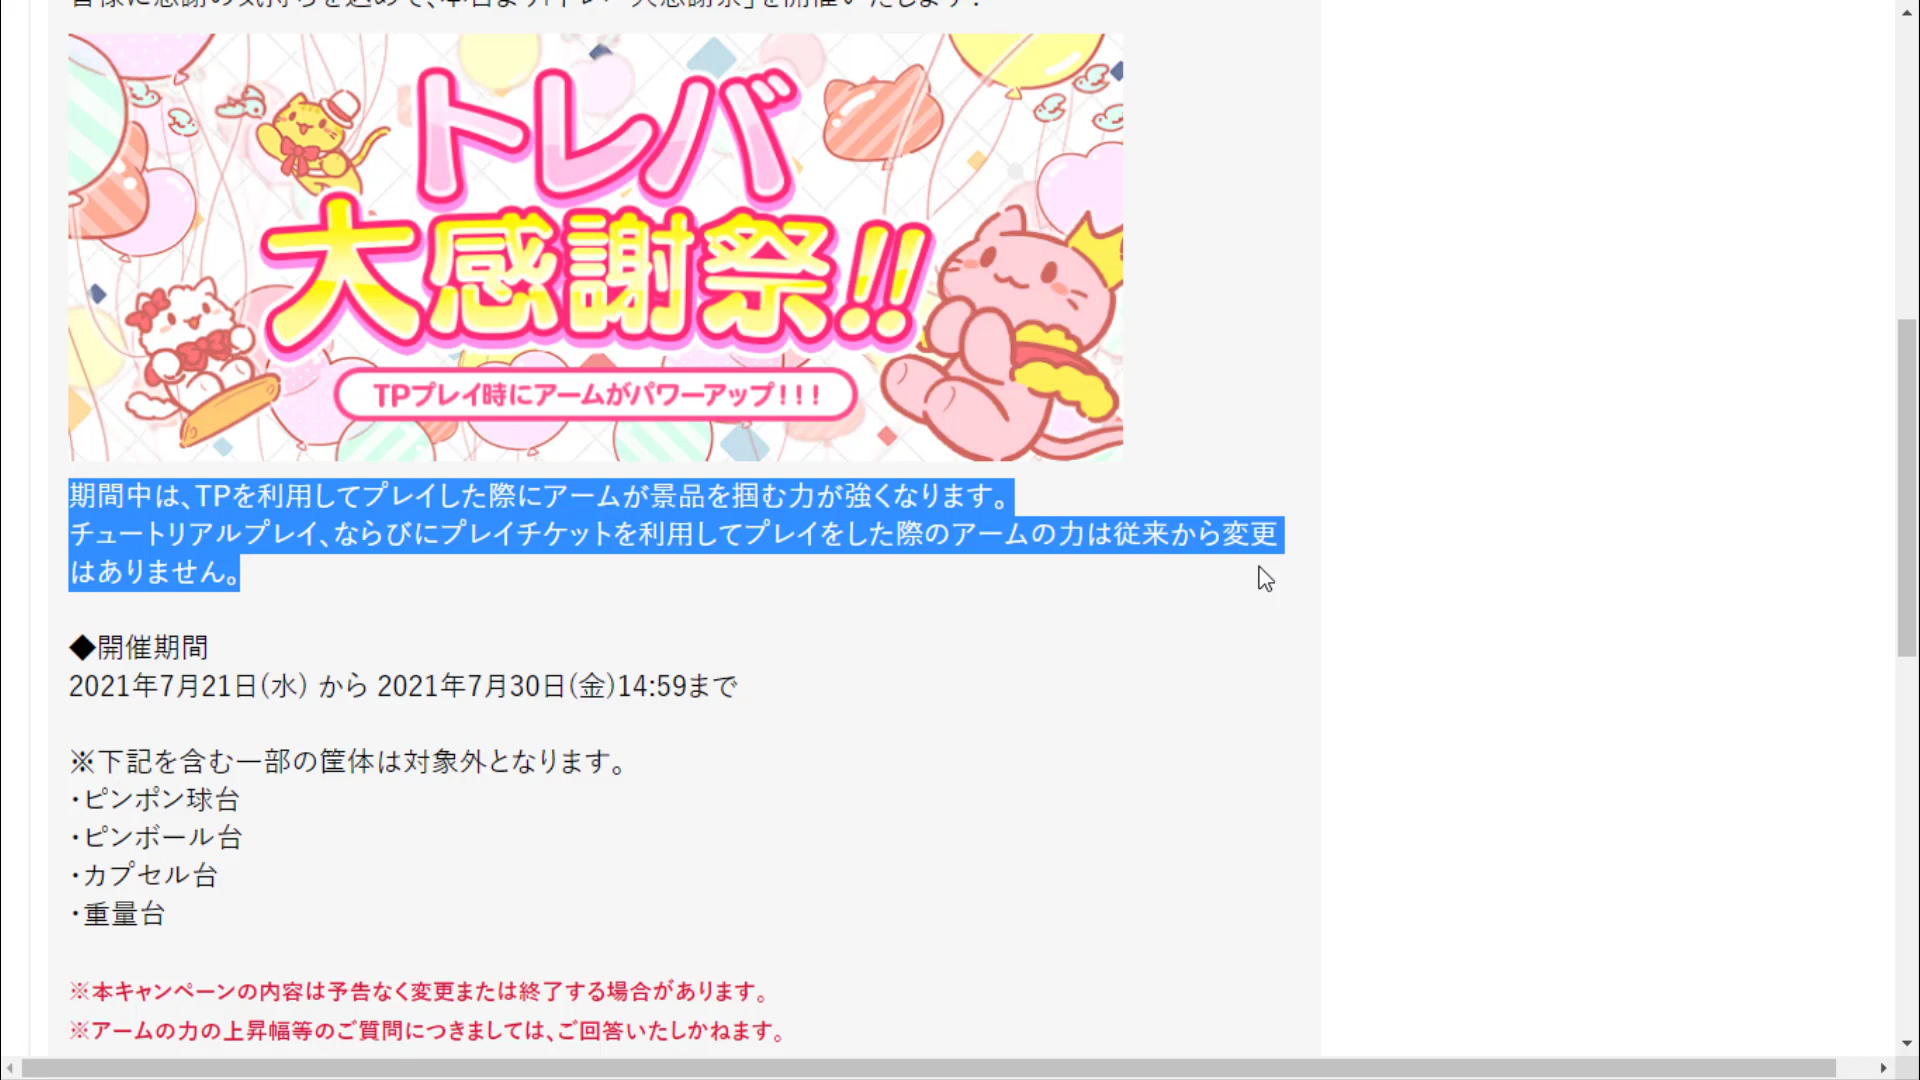 トレバ
大感謝祭!!
TPプレイ時にアームがパワーアップ!!!
期間中は、TPを利用してプレイした際にアームが景品を掴む力が強くなります。
チュートリアルプレイ、ならびにプレイチケットを利用してプレイをした際のアームの力は従来から変更
はありません。
◆開催期間
2021年7月21日(水) から 2021年7月30日(金)14:59まで
※下記を含む一部の筐体は対象外となります。
・ピンポン球台
・ピンボール台
・カプセル台
・重量台
※本キャンペーンの内容は予告なく変更または終了する場合があります。
※アームの力の上昇幅等のご質問につきましては、ご回答いたしかねます。